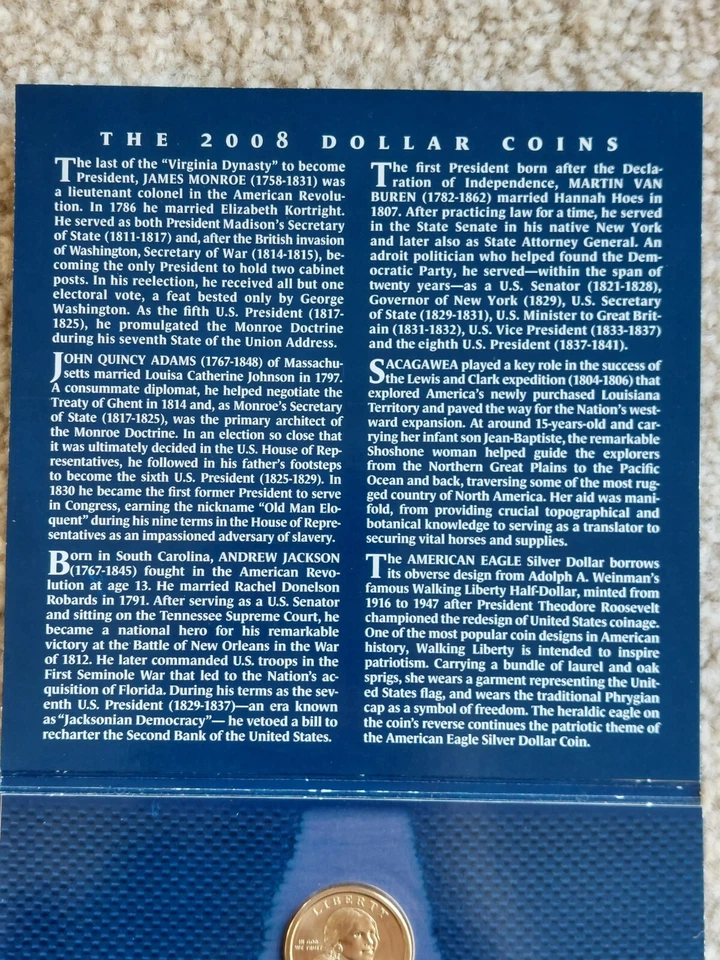 THE 2008 DOLLAR COINS
The last of the “Virginia Dynasty” to become
President, JAMES MONROE (1758-1831) was
a lieutenant colonel in the American Revolu-
tion. In 1786 he married Elizabeth Kortright.
He served as both President Madison's Secretary
of State (1811-1817) and, after the British invasion
of Washington, Secretary of War (1814-1815), be-
coming the only President to hold two cabinet
posts. In his reelection, he received all but one
electoral vote, a feat bested only by George
Washington. As the fifth U.S. President (1817-
1825), he promulgated the Monroe Doctrine
during his seventh State of the Union Address.
JOHN QUINCY ADAMS (1767-1848) of Massachu-
setts married Louisa Catherine Johnson in 1797.
A consummate diplomat, he helped negotiate the
Treaty of Ghent in 1814 and, as Monroe's Secretary
of State (1817-1825), was the primary architect of
the Monroe Doctrine. In an election so close that
it was ultimately decided in the U.S. House of Rep-
resentatives, he followed in his father's footsteps
to become the sixth U.S. President (1825-1829). In
1830 he became the first former President to serve
in Congress, earning the nickname “Old Man Elo-
quent” during his nine terms in the House of Repre-
sentatives as an impassioned adversary of slavery.
Born in South Carolina, ANDREW JACKSON
(1767-1845) fought in the American Revo-
lution at age 13. He married Rachel Donelson
Robards in 1791. After serving as a U.S. Senator
and sitting on the Tennessee Supreme Court, he
became a national hero for his remarkable
victory at the Battle of New Orleans in the War
of 1812. He later commanded U.S. troops in the
First Seminole War that led to the Nation's ac-
quisition of Florida. During his terms as the sev-
enth U.S. President (1829-1837)—an era known
as “Jacksonian Democracy”— he vetoed a bill to
recharter the Second Bank of the United States.
The first President born after the Decla-
ration of Independence, MARTIN VAN
BUREN (1782-1862) married Hannah Hoes in
1807. After practicing law for a time, he served
in the State Senate in his native New York
and later also as State Attorney General. An
adroit politician who helped found the Dem-
ocratic Party, he served—within the span of
twenty years—as a U.S. Senator (1821-1828),
Governor of New York (1829), U.S. Secretary
of State (1829-1831), U.S. Minister to Great Brit-
ain (1831-1832), U.S. Vice President (1833-1837)
and the eighth U.S. President (1837-1841).
SACAGAWEA played a key role in the success of
the Lewis and Clark expedition (1804-1806) that
explored America's newly purchased Louisiana
Territory and paved the way for the Nation's west-
ward expansion. At around 15-years-old and car-
rying her infant son Jean-Baptiste, the remarkable
Shoshone woman helped guide the explorers
from the Northern Great Plains to the Pacific
Ocean and back, traversing some of the most rug-
ged country of North America. Her aid was mani-
fold, from providing crucial topographical and
botanical knowledge to serving as a translator to
securing vital horses and supplies.
The AMERICAN EAGLE Silver Dollar borrows
its obverse design from Adolph A. Weinman's
famous Walking Liberty Half-Dollar, minted from
1916 to 1947 after President Theodore Roosevelt
championed the redesign of United States coinage.
One of the most popular coin designs in American
history, Walking Liberty is intended to inspire
patriotism. Carrying a bundle of laurel and oak
sprigs, she wears a garment representing the Unit-
ed States flag, and wears the traditional Phrygian
cap as a symbol of freedom. The heraldic eagle on
the coin's reverse continues the patriotic theme of
the American Eagle Silver Dollar Coin.
LIBERTY
IN GOD
WE TRUST